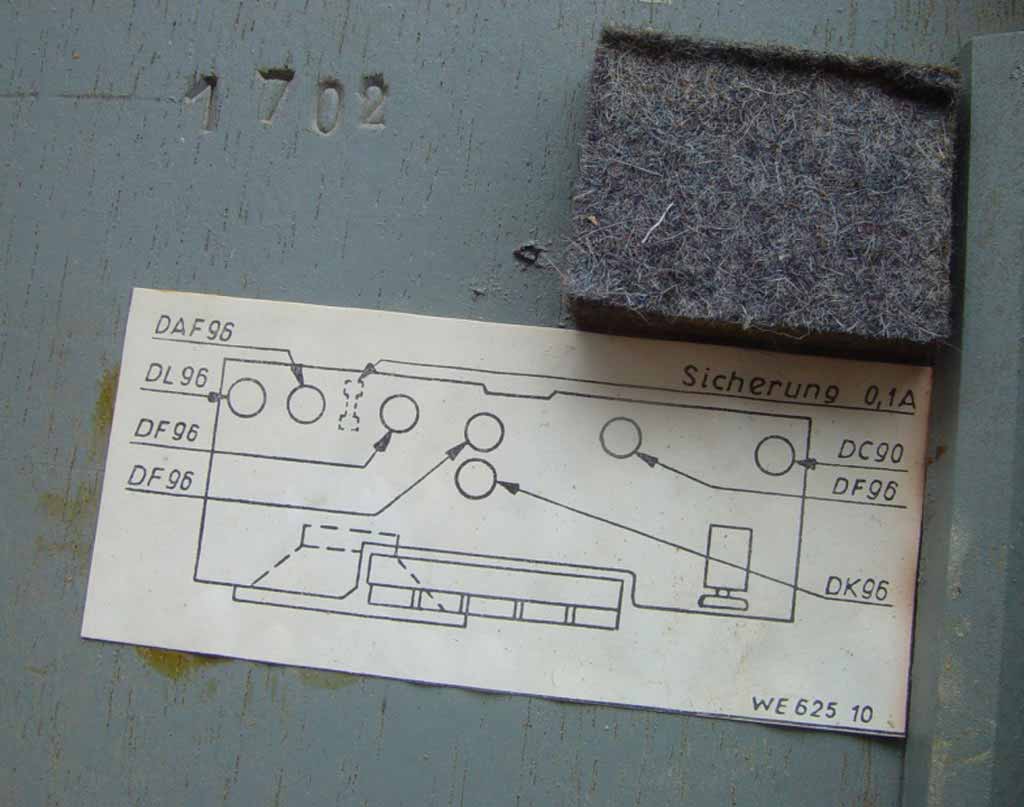 1702
DAF96
DL96
Sicherung 0,1A
DF96
DC90
DF96
DF96
DK96
WE 625 10